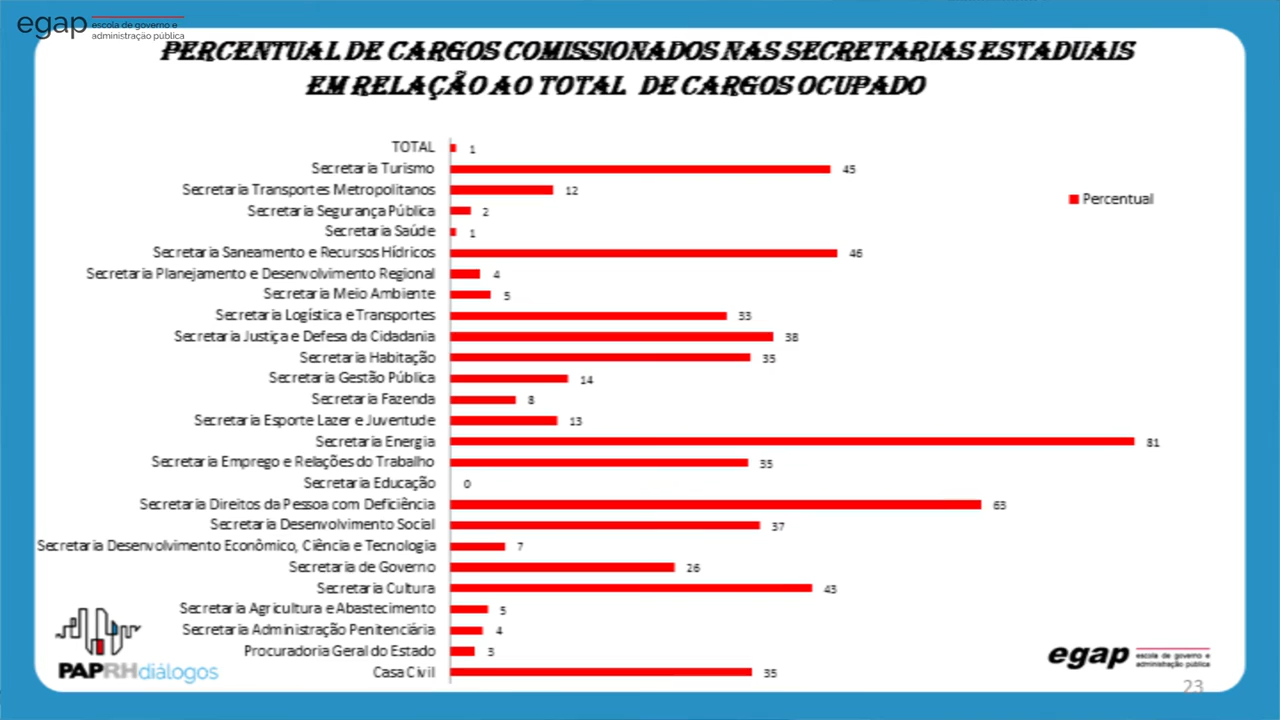 egap escola de governo e
administração pública
PERCENTUAL DE CARGOS COMISSIONADOS NAS SECRETARIAS ESTADUAIS
EM RELAÇÃO AO TOTAL DE CARGOS OCUPADO
TOTAL 1
Secretaria Turismo 45
Secretaria Transportes Metropolitanos 12
Percentual
Secretaria Segurança Pública 2
Secretaria Saúde 1
Secretaria Saneamento e Recursos Hídricos 46
Secretaria Planejamento e Desenvolvimento Regional 4
Secretaria Meio Ambiente 5
Secretaria Logística e Transportes 33
Secretaria Justiça e Defesa da Cidadania 38
Secretaria Habitação 35
Secretaria Gestão Pública 14
Secretaria Fazenda 8
Secretaria Esporte Lazer e Juventude 13
Secretaria Energia 81
Secretaria Emprego e Relações do Trabalho 35
Secretaria Educação 0
Secretaria Direitos da Pessoa com Deficiência 63
Secretaria Desenvolvimento Social 37
Secretaria Desenvolvimento Econômico, Ciência e Tecnologia 7
Secretaria de Governo 26
Secretaria Cultura 43
Secretaria Agricultura e Abastecimento 5
Secretaria Administração Penitenciária 4
Procuradoria Geral do Estado 3
Casa Civil 35
PAPRHdiálogos
egap escola de governo e
administração pública
23